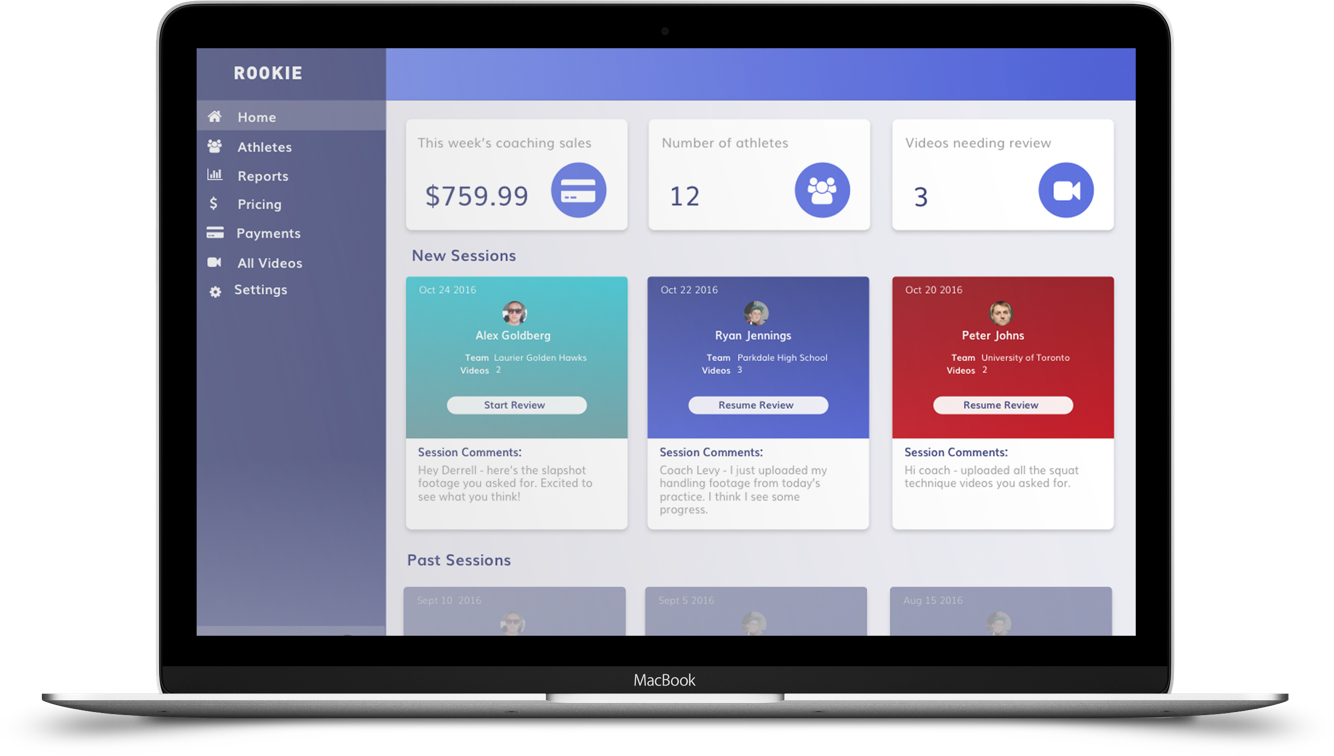 ROOKIE
Home
Athletes
Reports
Pricing
Payments
All Videos
Settings
This week's coaching sales
$759.99
Number of athletes
12
Videos needing review
3
New Sessions
Oct 24 2016
Alex Goldberg
Team Laurier Golden Hawks
Videos 2
Start Review
Session Comments:
Hey Derrell - here's the slapshot
footage you asked for. Excited to
see what you think!
Oct 22 2016
Ryan Jennings
Team Parkdale High School
Videos 3
Resume Review
Session Comments:
Coach Levy - I just uploaded my
handling footage from today's
practice. I think I see some
progress.
Oct 20 2016
Peter Johns
Team University of Toronto
Videos 2
Resume Review
Session Comments:
Hi coach - uploaded all the squat
technique videos you asked for.
Past Sessions
Sept 10 2016
Sept 5 2016
Aug 15 2016
MacBook